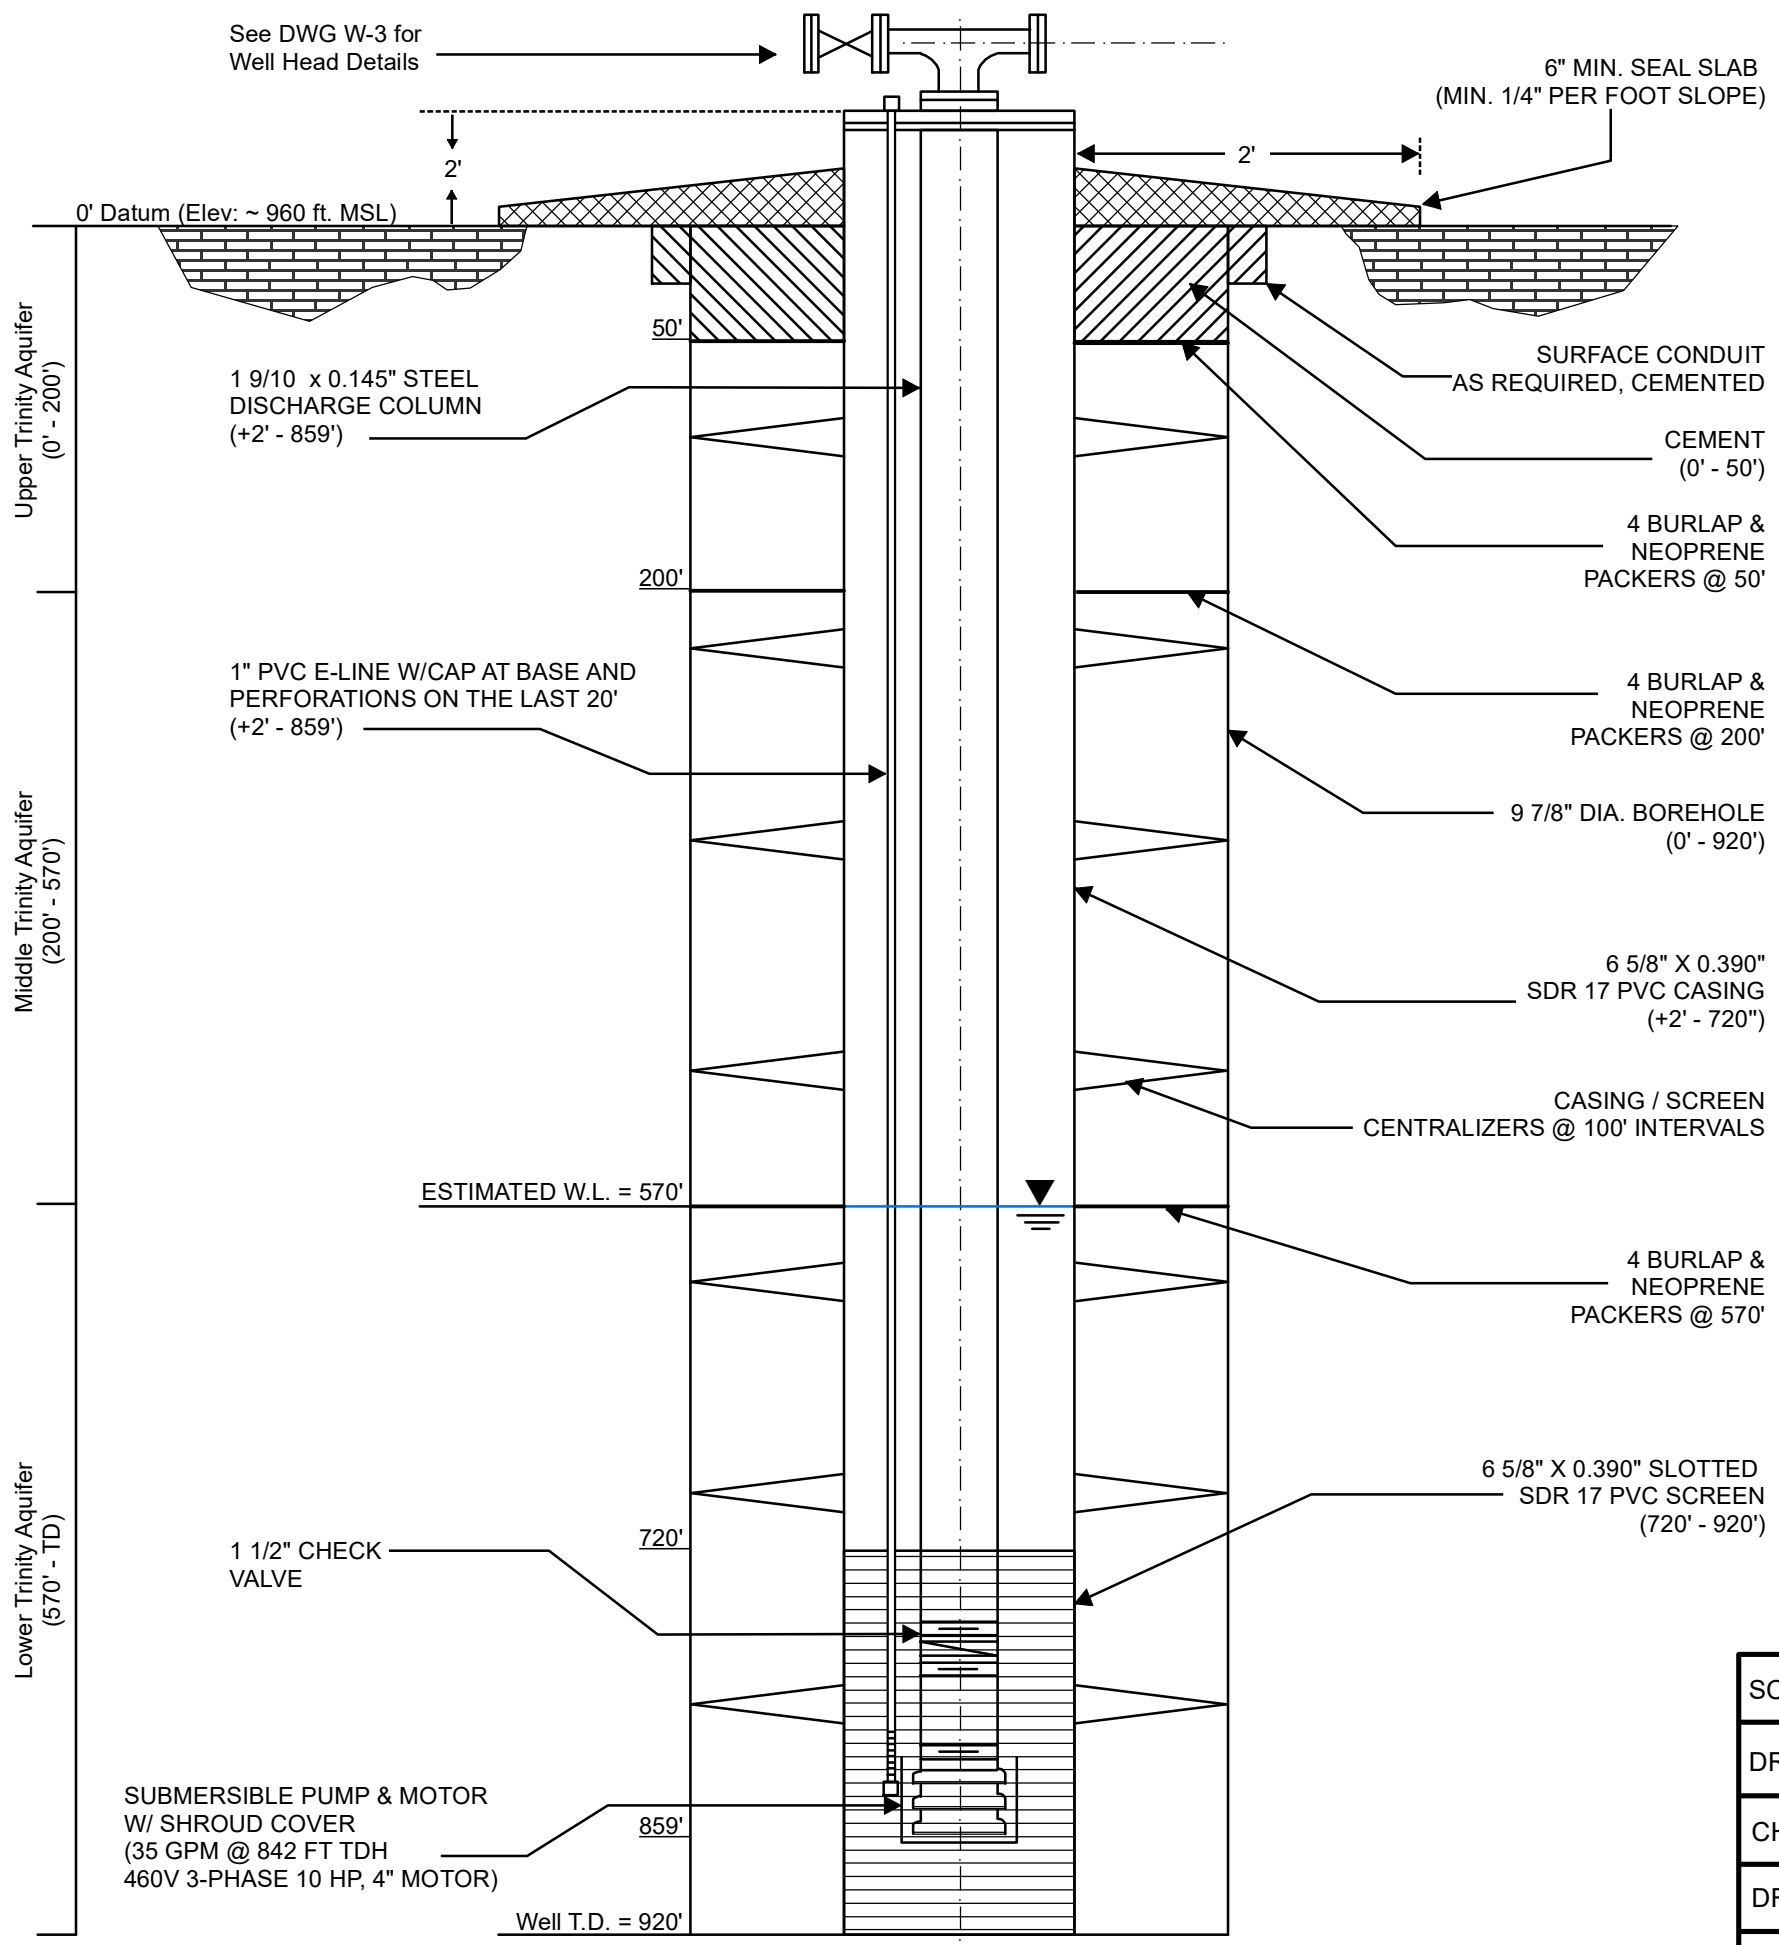 See DWG W-3 for
Well Head Details
6" MIN. SEAL SLAB
(MIN. 1/4" PER FOOT SLOPE)
2'
2'
0' Datum (Elev: ~ 960 ft. MSL)
Upper Trinity Aquifer
(0' - 200')
50'
SURFACE CONDUIT
AS REQUIRED, CEMENTED
1 9/10 x 0.145" STEEL
DISCHARGE COLUMN
(+2' - 859')
CEMENT
(0' - 50')
4 BURLAP &
NEOPRENE
PACKERS @ 50'
200'
Middle Trinity Aquifer
(200' - 570')
1" PVC E-LINE W/CAP AT BASE AND
PERFORATIONS ON THE LAST 20'
(+2' - 859')
4 BURLAP &
NEOPRENE
PACKERS @ 200'
9 7/8" DIA. BOREHOLE
(0' - 920')
6 5/8" X 0.390"
SDR 17 PVC CASING
(+2' - 720")
CASING / SCREEN
CENTRALIZERS @ 100' INTERVALS
ESTIMATED W.L. = 570'
4 BURLAP &
NEOPRENE
PACKERS @ 570'
Lower Trinity Aquifer
(570' - TD)
6 5/8" X 0.390" SLOTTED
SDR 17 PVC SCREEN
(720' - 920')
720'
1 1/2" CHECK
VALVE
SUBMERSIBLE PUMP & MOTOR
W/ SHROUD COVER
(35 GPM @ 842 FT TDH
460V 3-PHASE 10 HP, 4" MOTOR)
859'
Well T.D. = 920'